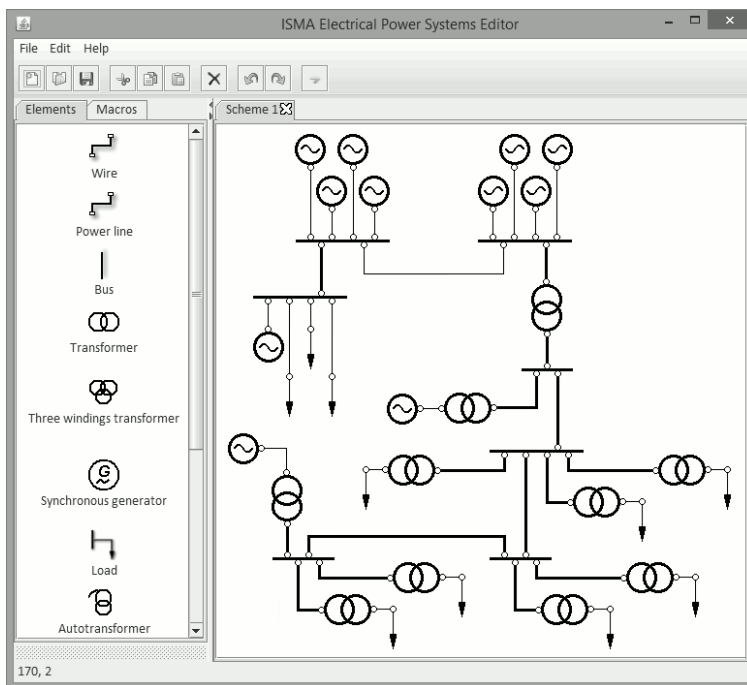 ISMA Electrical Power Systems Editor
File Edit Help
Elements Macros Scheme 1
Wire
Power line
Bus
Transformer
Three windings transformer
G
Synchronous generator
Load
Autotransformer
170, 2